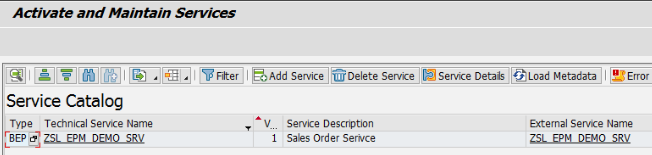 Activate and Maintain Services
Filter Add Service Delete Service Service Details Load Metadata Error
Service Catalog
Type Technical Service Name V... Service Description External Service Name
BEP ZSL_EPM_DEMO_SRV 1 Sales Order Serivce ZSL_EPM_DEMO_SRV